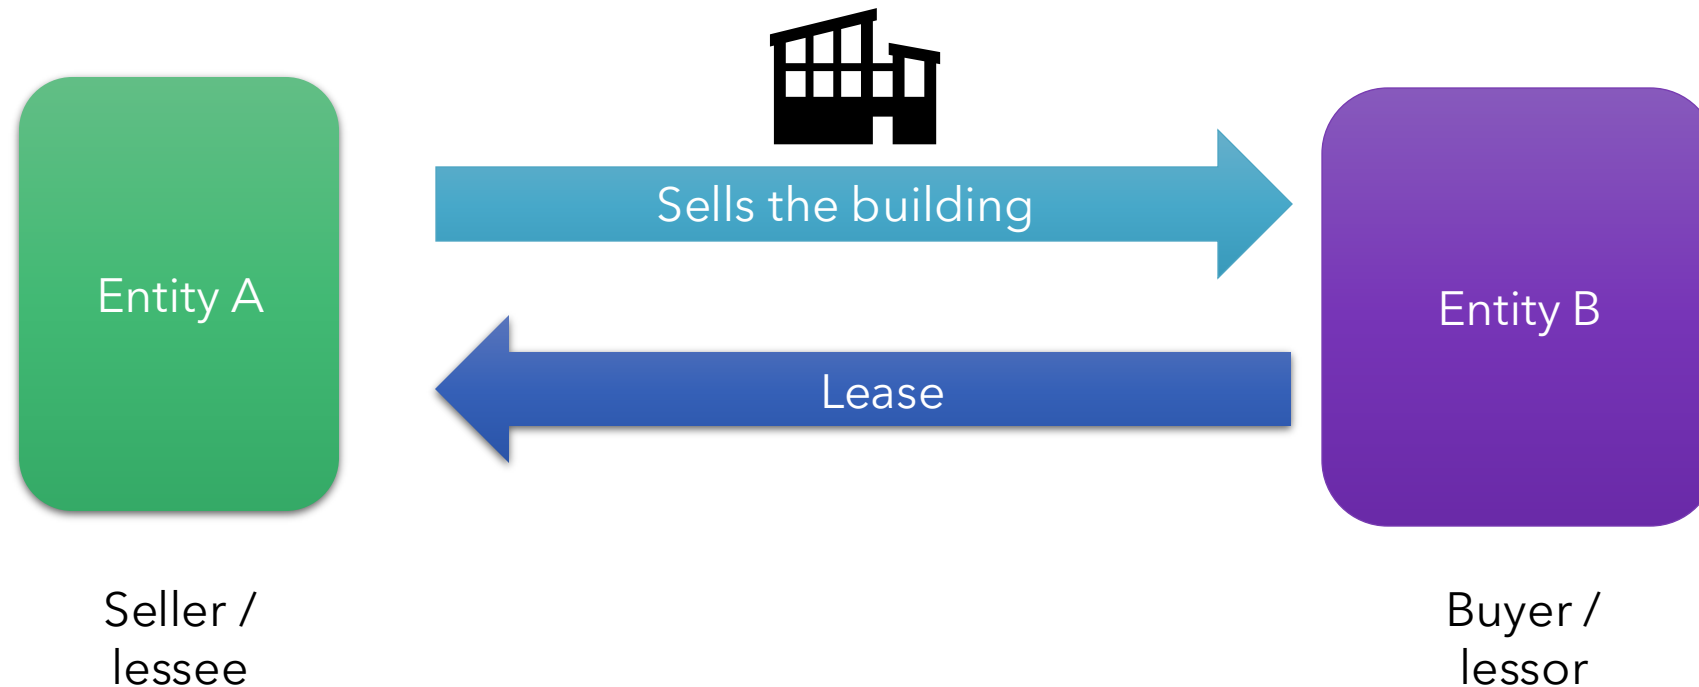 Sells the building
Entity A
Entity B
Lease
Seller /
lessee
Buyer /
lessor